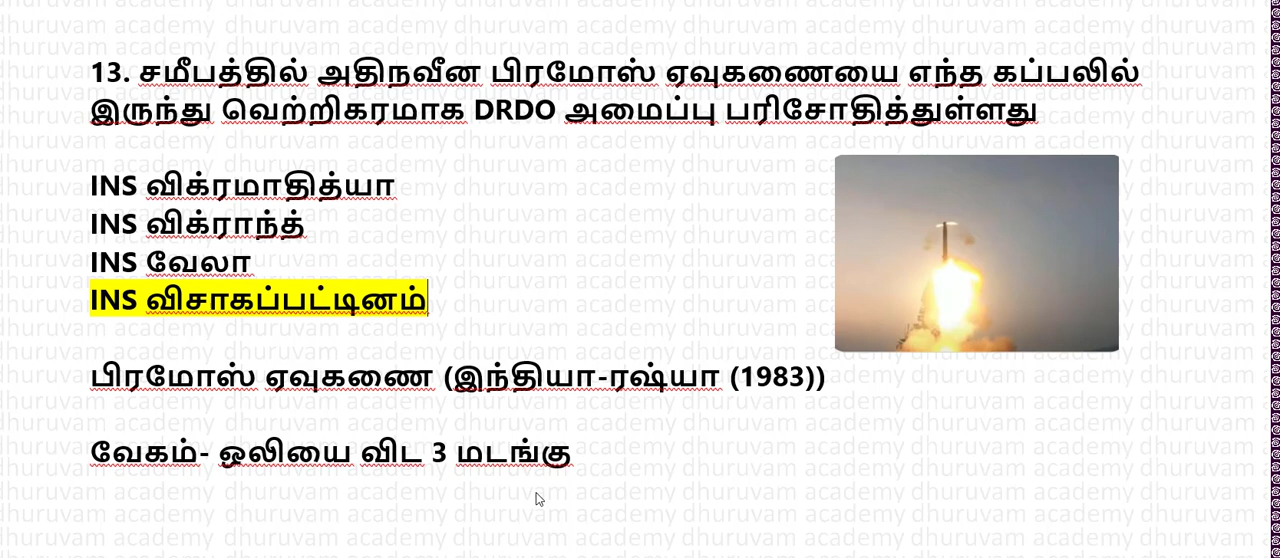 13. சமீபத்தில் அதிநவீன பிரமோஸ் ஏவுகணையை எந்த கப்பலில்
இருந்து வெற்றிகரமாக DRDO அமைப்பு பரிசோதித்துள்ளது
INS விக்ரமாதித்யா
INS விக்ராந்த்
INS வேலா
INS விசாகப்பட்டினம்
பிரமோஸ் ஏவுகணை (இந்தியா-ரஷ்யா (1983))
வேகம்- ஒலியை விட 3 மடங்கு